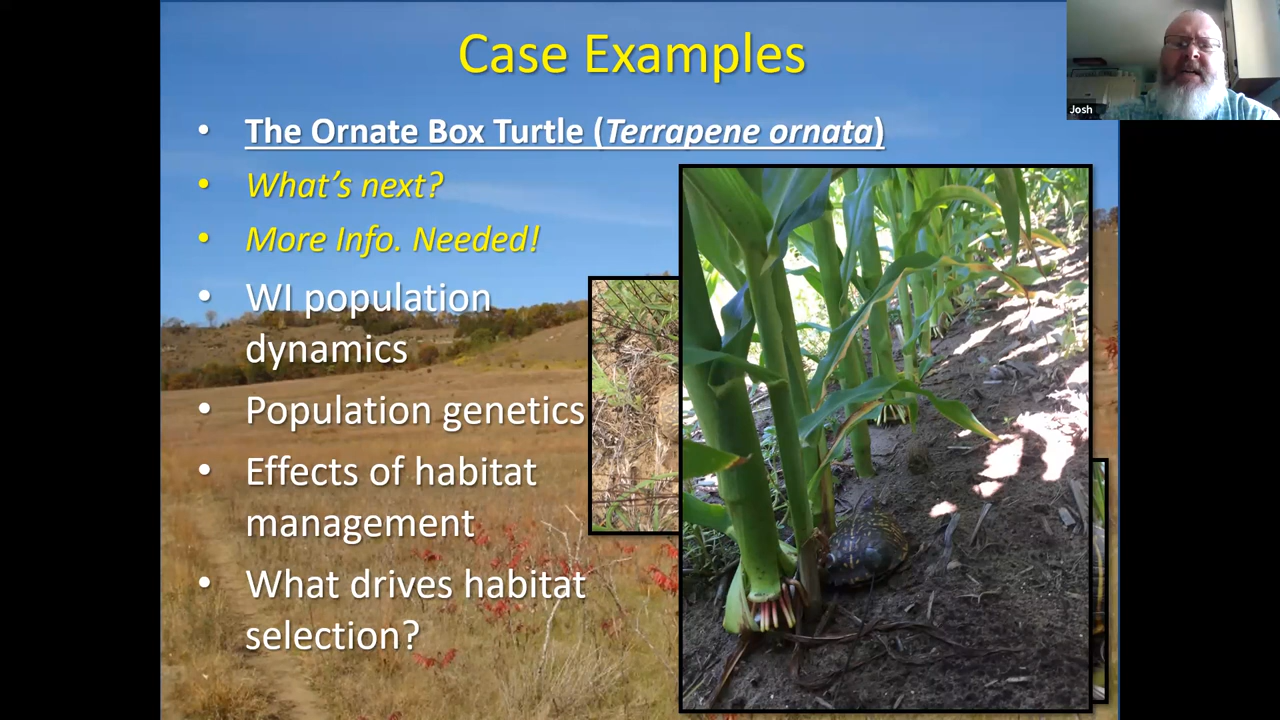 Case Examples
Josh
• The Ornate Box Turtle (Terrapene ornata)
• What's next?
• More Info. Needed!
• WI population
dynamics
• Population genetics
• Effects of habitat
management
• What drives habitat
selection?